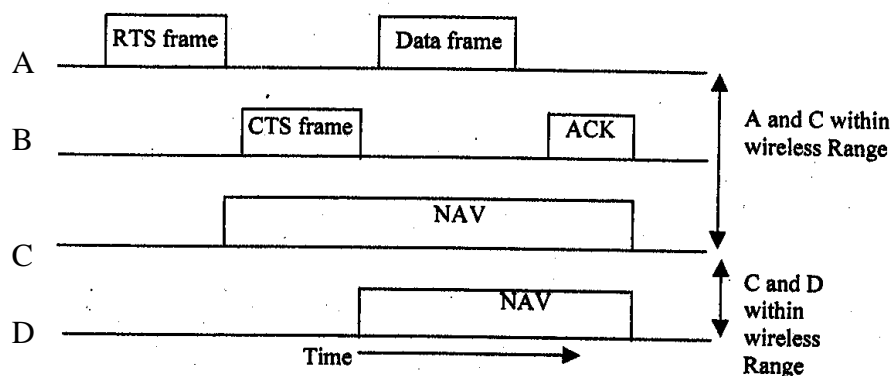 RTS frame
Data frame
A
CTS frame
ACK
B
A and C within
wireless Range
NAV
C
NAV
C and D
within
wireless
Range
D
Time